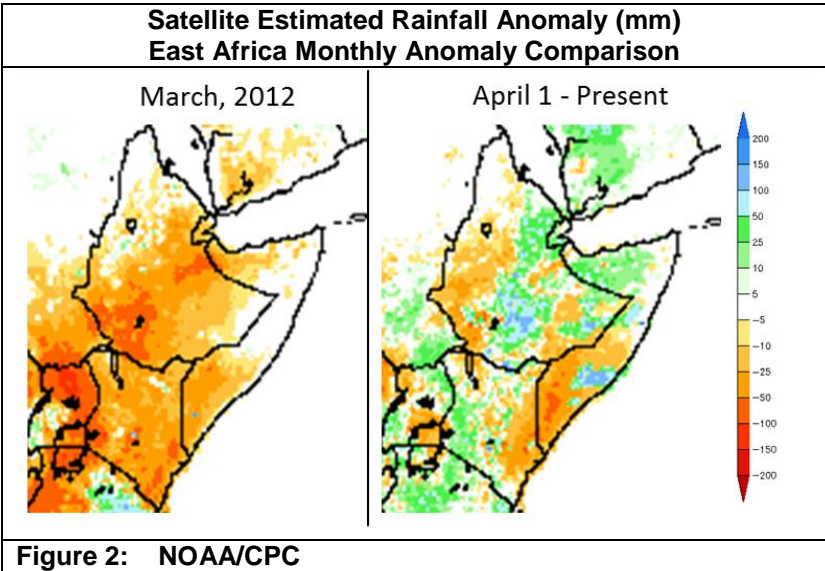 Satellite Estimated Rainfall Anomaly (mm)
East Africa Monthly Anomaly Comparison
March, 2012
April 1 - Present
200
150
100
50
25
10
5
−5
−10
−25
−50
−100
−150
−200
Figure 2: NOAA/CPC